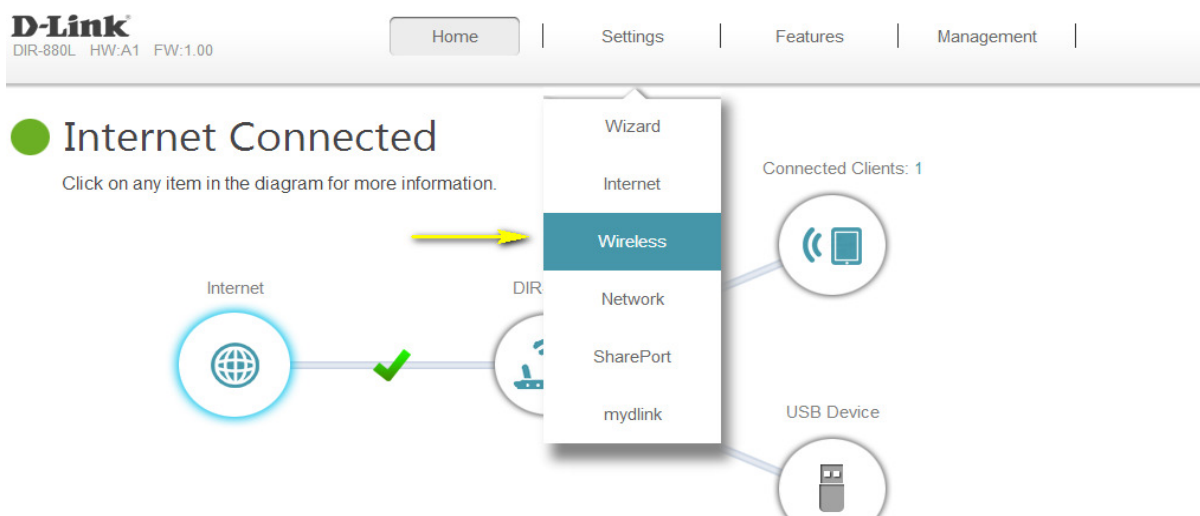 D-Link
DIR-880L HW:A1 FW:1.00
Home
Settings
Features
Management
Internet Connected
Click on any item in the diagram for more information.
Wizard
Internet
Wireless
Network
SharePort
mydlink
Connected Clients: 1
Internet
DIR
USB Device